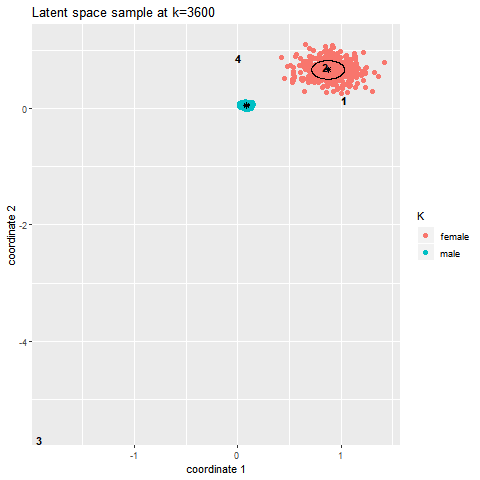 Latent space sample at k=3600
4
2
1
0
-2
-4
3
-1
0
1
coordinate 1
coordinate 2
K
female
male